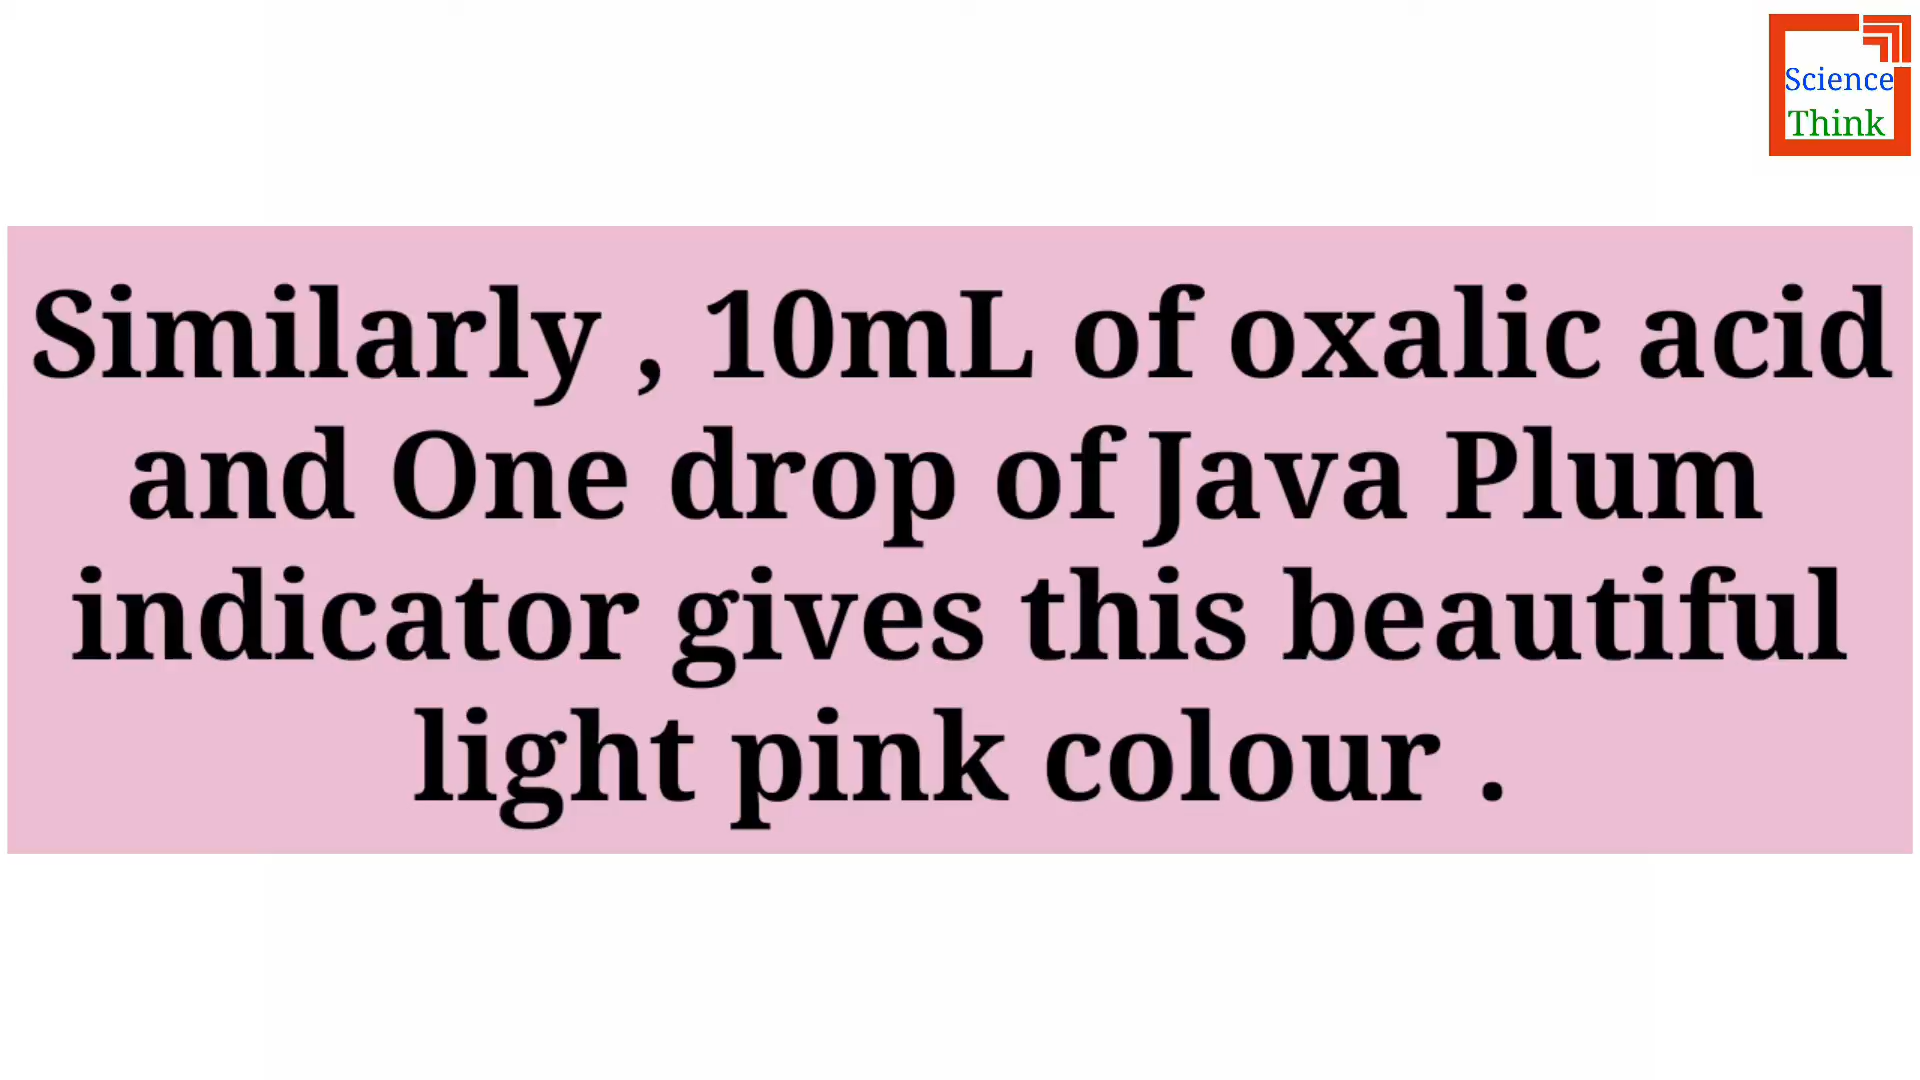 Science
Think
Similarly , 10mL of oxalic acid
and One drop of Java Plum
indicator gives this beautiful
light pink colour .